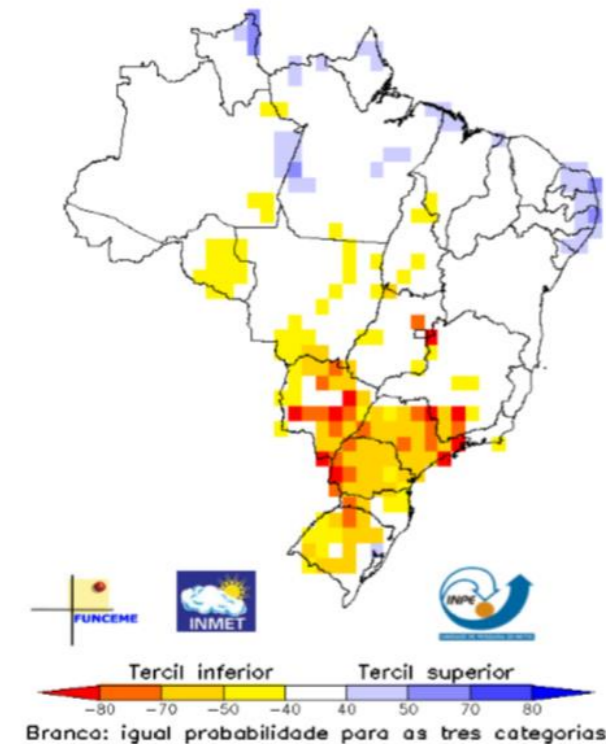 FUNCEME
INMET
INPE
Tercil inferior Tercil superior
-80 -70 -50 -40 40 50 70 80
Branco: igual probabilidade para as tres categorias